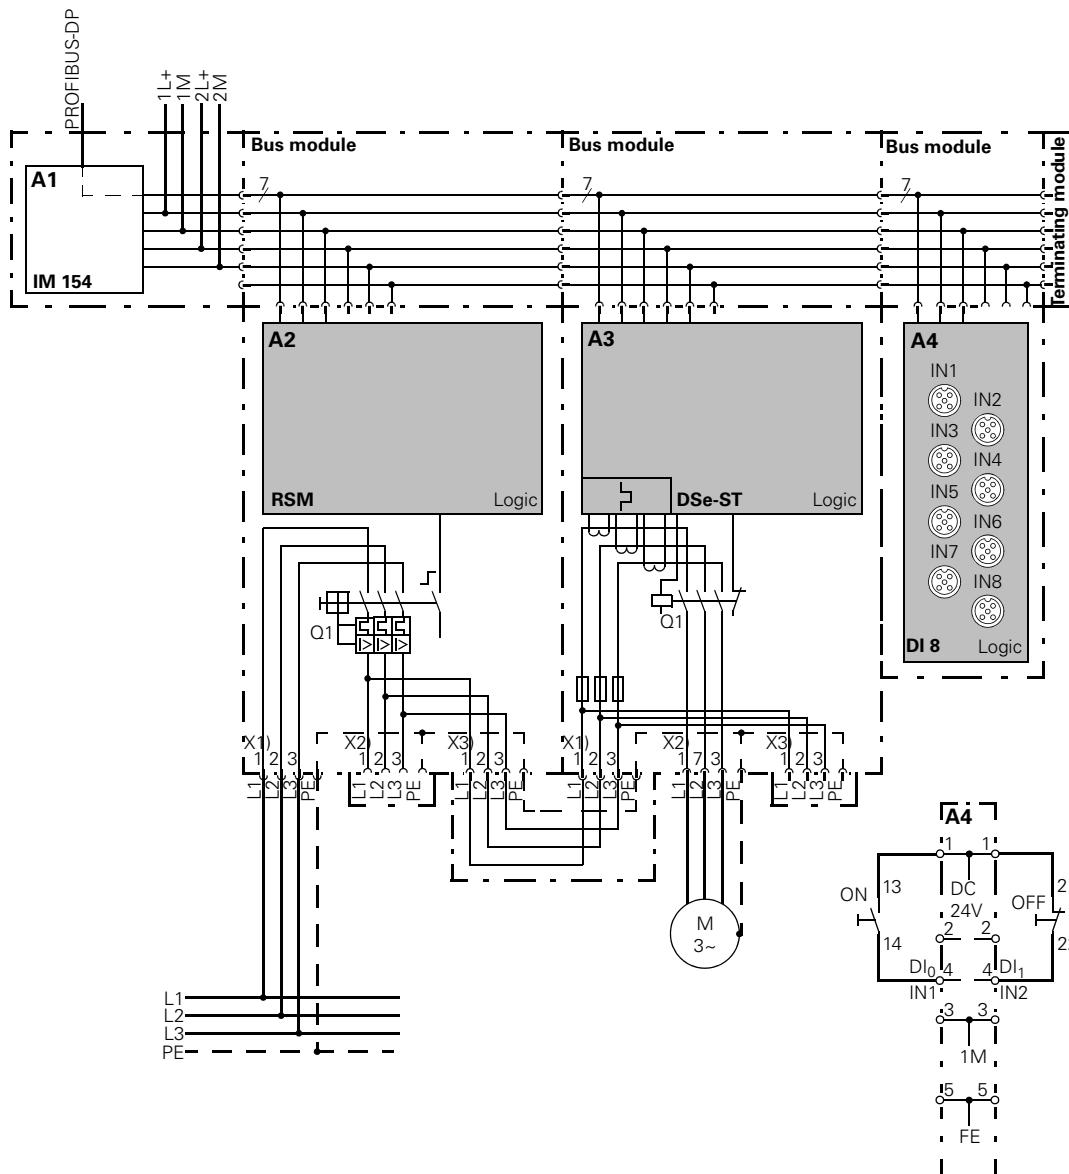 PROFIBUS-DP
1L+
1M
2L+
2M
Bus module
Bus module
Bus module
Terminating module
A1
IM 154
7
7
7
A2
RSM
Logic
A3
DSe-ST
Logic
A4
IN1
IN2
IN3
IN4
IN5
IN6
IN7
IN8
DI 8
Logic
Q1
Q1
X1)
1 2 3
L1
L2
L3
PE
X2)
1 2 3
L1
L2
L3
PE
X3)
1 2 3
L1
L2
L3
PE
X1)
1 2 3
L1
L2
L3
PE
X2)
1 7 3
L1
L2
L3
PE
X3)
1 2 3
L1
L2
L3
PE
M
3~
L1
L2
L3
PE
A4
1 1
DC
24V
ON
13
14
OFF
2 2
DI0 4
4 DI1
IN1
IN2
3 3
1M
5 5
FE